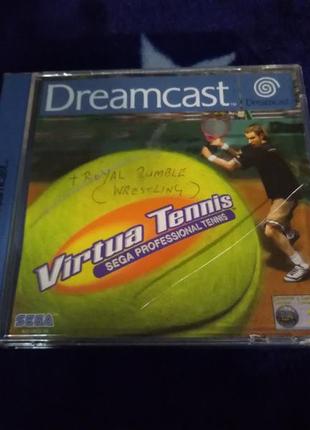 Dreamcast
Dreamcast
+ ROYAL RUMBLE
(WRESTLING)
Virtua Tennis
SEGA PROFESSIONAL TENNIS
SEGA